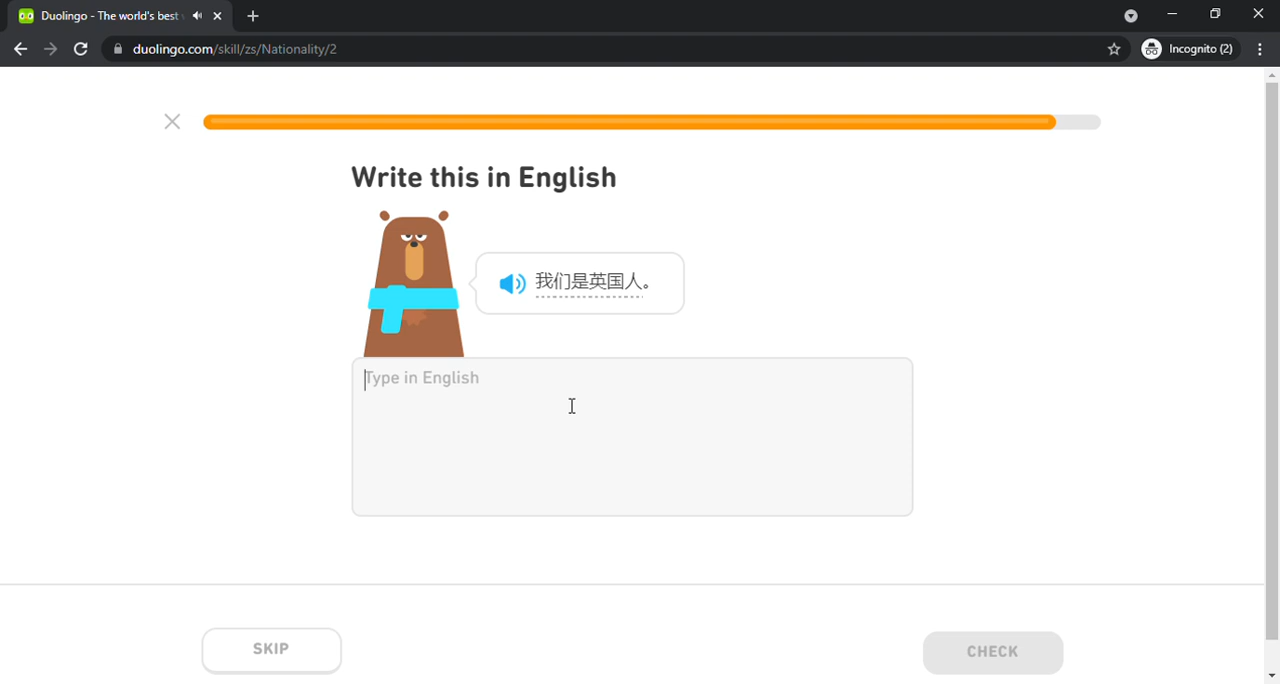 Duolingo - The world's best
duolingo.com/skill/zs/Nationality/2
Incognito (2)
Write this in English
我们是英国人。
Type in English
SKIP
CHECK